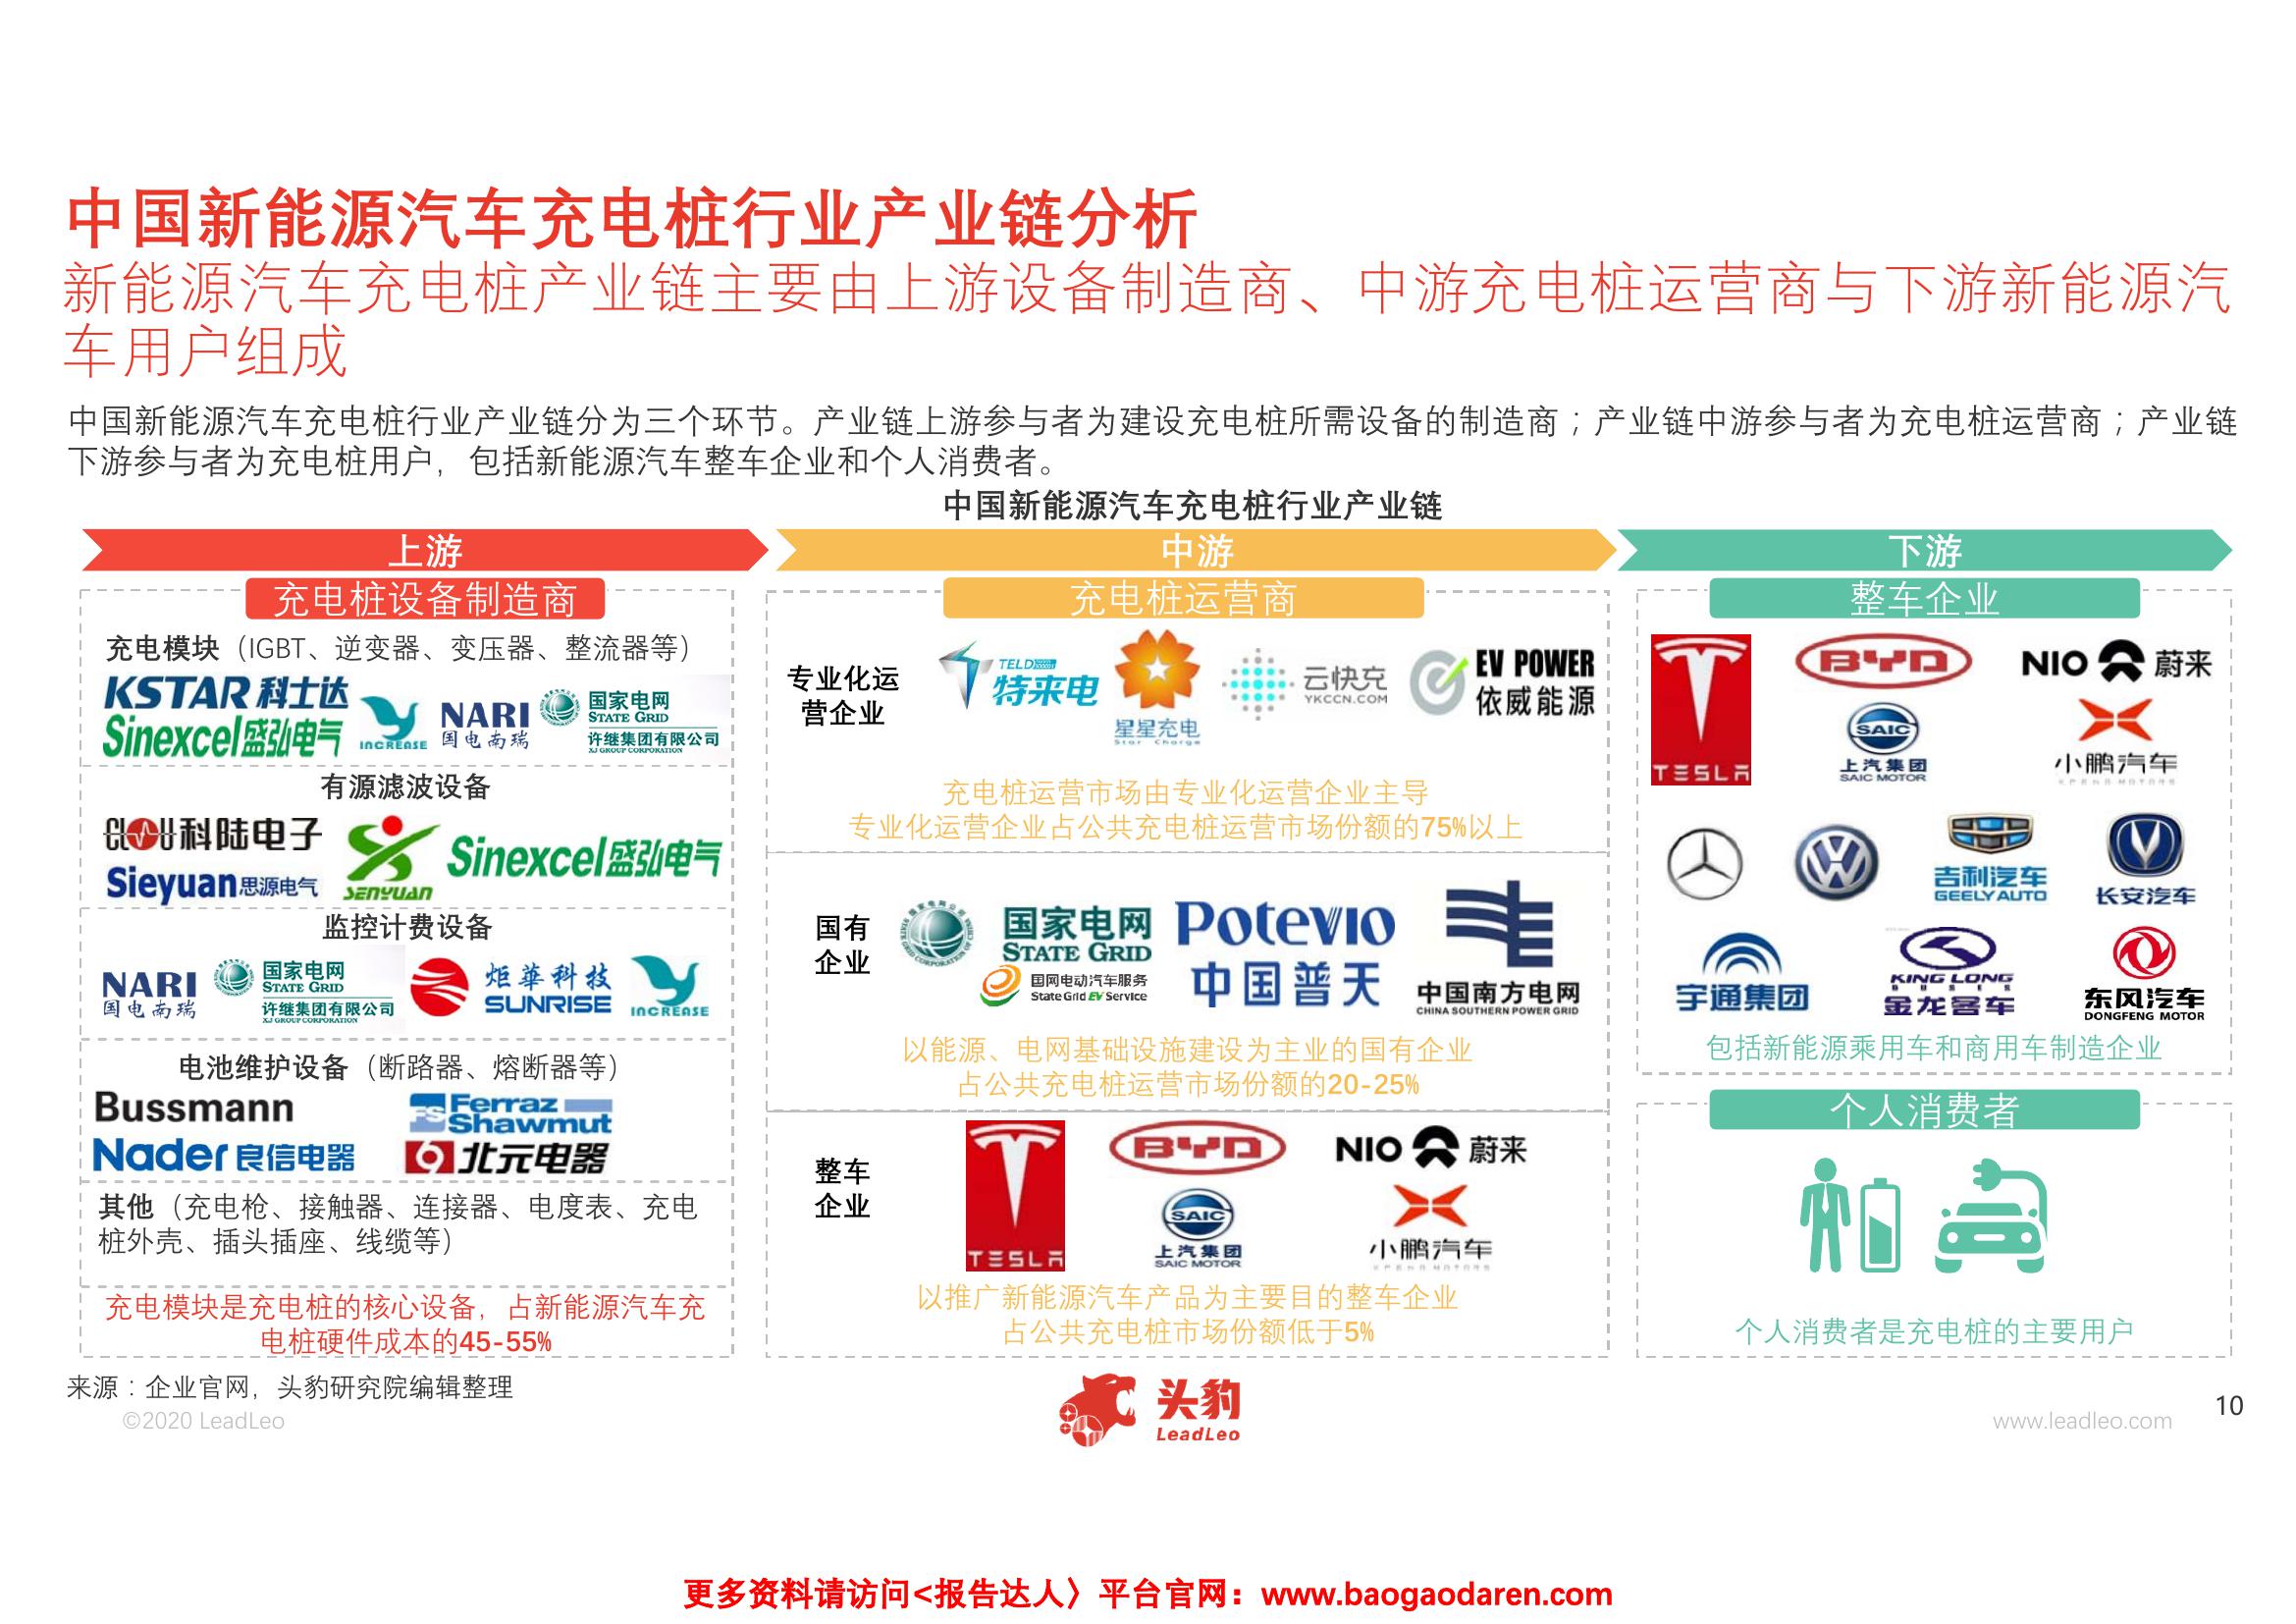 中国新能源汽车充电桩行业产业链分析
新能源汽车充电桩产业链主要由上游设备制造商、中游充电桩运营商与下游新能源汽
车用户组成
中国新能源汽车充电桩行业产业链分为三个环节。产业链上游参与者为建设充电桩所需设备的制造商；产业链中游参与者为充电桩运营商；产业链
下游参与者为充电桩用户，包括新能源汽车整车企业和个人消费者。
中国新能源汽车充电桩行业产业链
上游
充电桩设备制造商
充电模块（IGBT、逆变器、变压器、整流器等）
KSTAR 科士达
Sinexcel盛弘电气
INCREASE
NARI
国电南瑞
国家电网
STATE GRID
许继集团有限公司
XJ GROUP CORPORATION
有源滤波设备
CLOU科陆电子
Sieyuan思源电气
SENYUAN
Sinexcel盛弘电气
监控计费设备
NARI
国电南瑞
国家电网
STATE GRID
许继集团有限公司
XJ GROUP CORPORATION
炬華科技
SUNRISE
INCREASE
电池维护设备（断路器、熔断器等）
Bussmann
Ferraz
Shawmut
Nader 良信电器
北元电器
其他（充电枪、接触器、连接器、电度表、充电
桩外壳、插头插座、线缆等）
充电模块是充电桩的核心设备，占新能源汽车充
电桩硬件成本的45-55%
中游
充电桩运营商
专业化运
营企业
TELD
特来电
星星充电
Star Charge
云快充
YKCCN.COM
EV POWER
依威能源
充电桩运营市场由专业化运营企业主导
专业化运营企业占公共充电桩运营市场份额的75%以上
国有
企业
国家电网
STATE GRID
国网电动汽车服务
State Grid EV Service
Potevio
中国普天
中国南方电网
CHINA SOUTHERN POWER GRID
以能源、电网基础设施建设为主业的国有企业
占公共充电桩运营市场份额的20-25%
整车
企业
TESLA
BYD
SAIC
上汽集团
SAIC MOTOR
NIO 蔚来
小鹏汽车
XPENG MOTORS
以推广新能源汽车产品为主要目的整车企业
占公共充电桩市场份额低于5%
下游
整车企业
TESLA
BYD
NIO 蔚来
SAIC
上汽集团
SAIC MOTOR
小鹏汽车
XPENG MOTORS
吉利汽车
GEELY AUTO
长安汽车
宇通集团
KING LONG
BUSES
金龙客车
东风汽车
DONGFENG MOTOR
包括新能源乘用车和商用车制造企业
个人消费者
个人消费者是充电桩的主要用户
来源：企业官网，头豹研究院编辑整理
©2020 LeadLeo
头豹
LeadLeo
www.leadleo.com
10
更多资料请访问<报告达人〉平台官网：www.baogaodaren.com